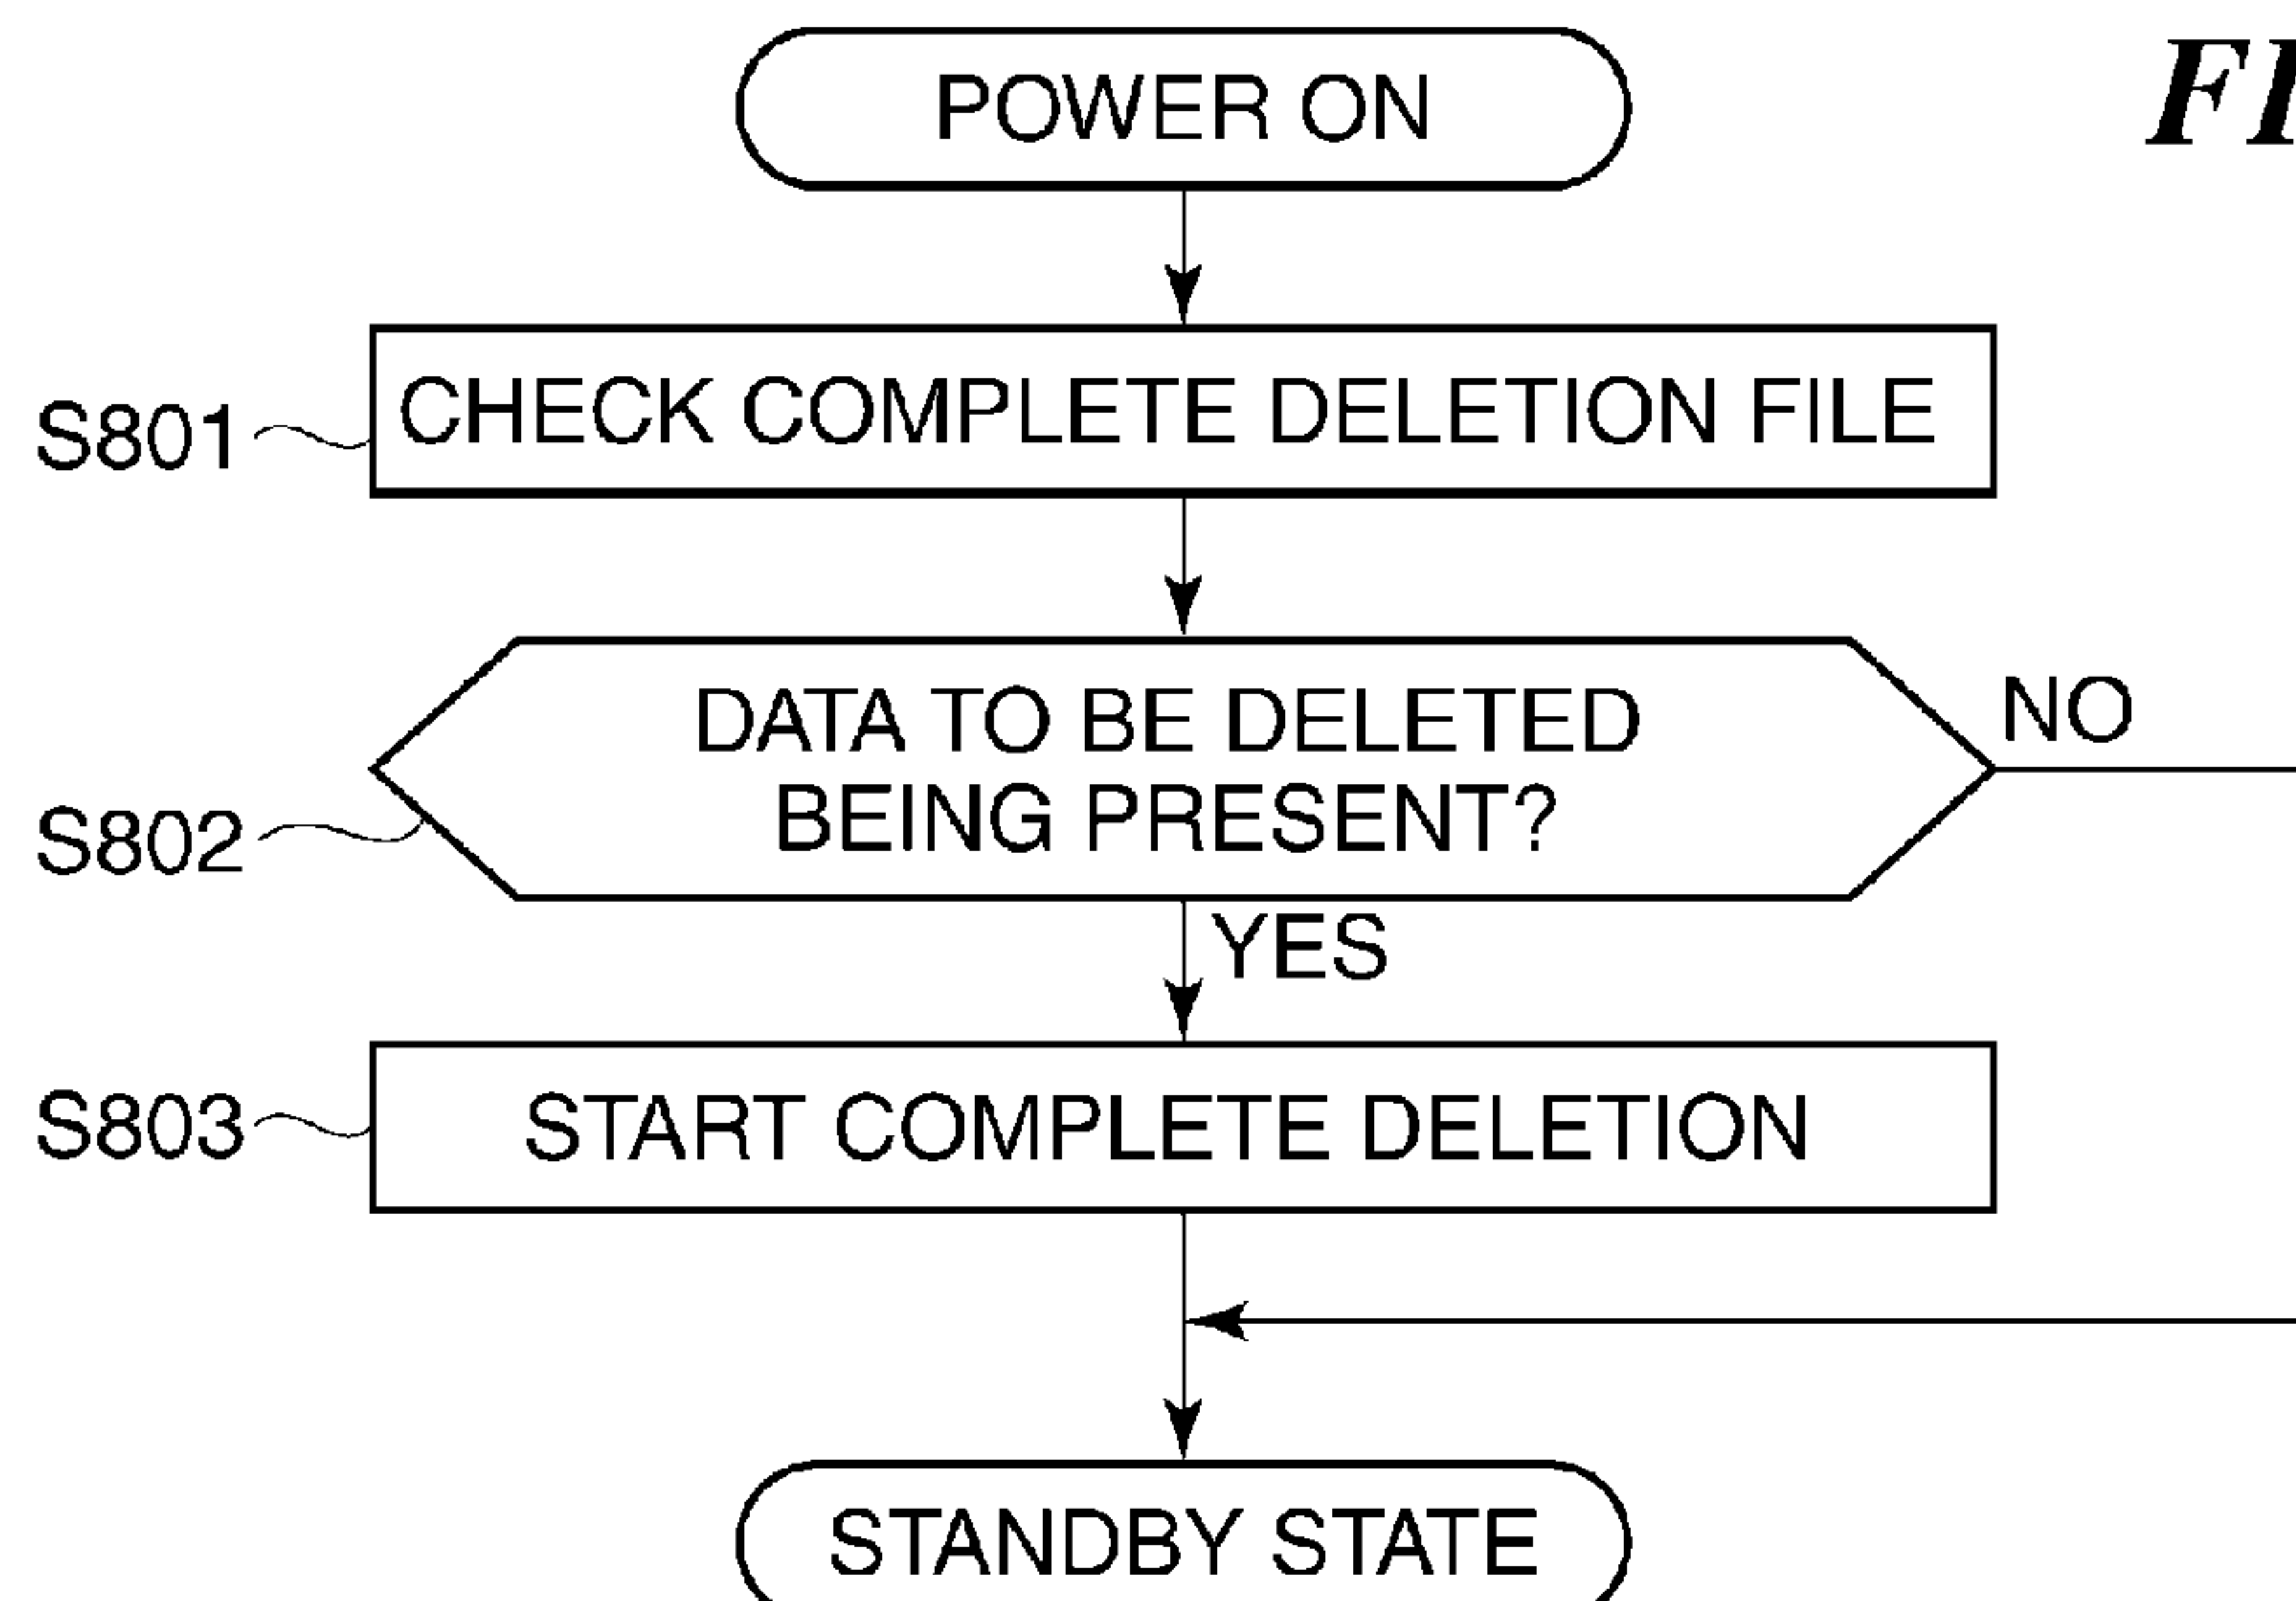 POWER ON
S801
CHECK COMPLETE DELETION FILE
S802
DATA TO BE DELETED
BEING PRESENT?
NO
YES
S803
START COMPLETE DELETION
STANDBY STATE